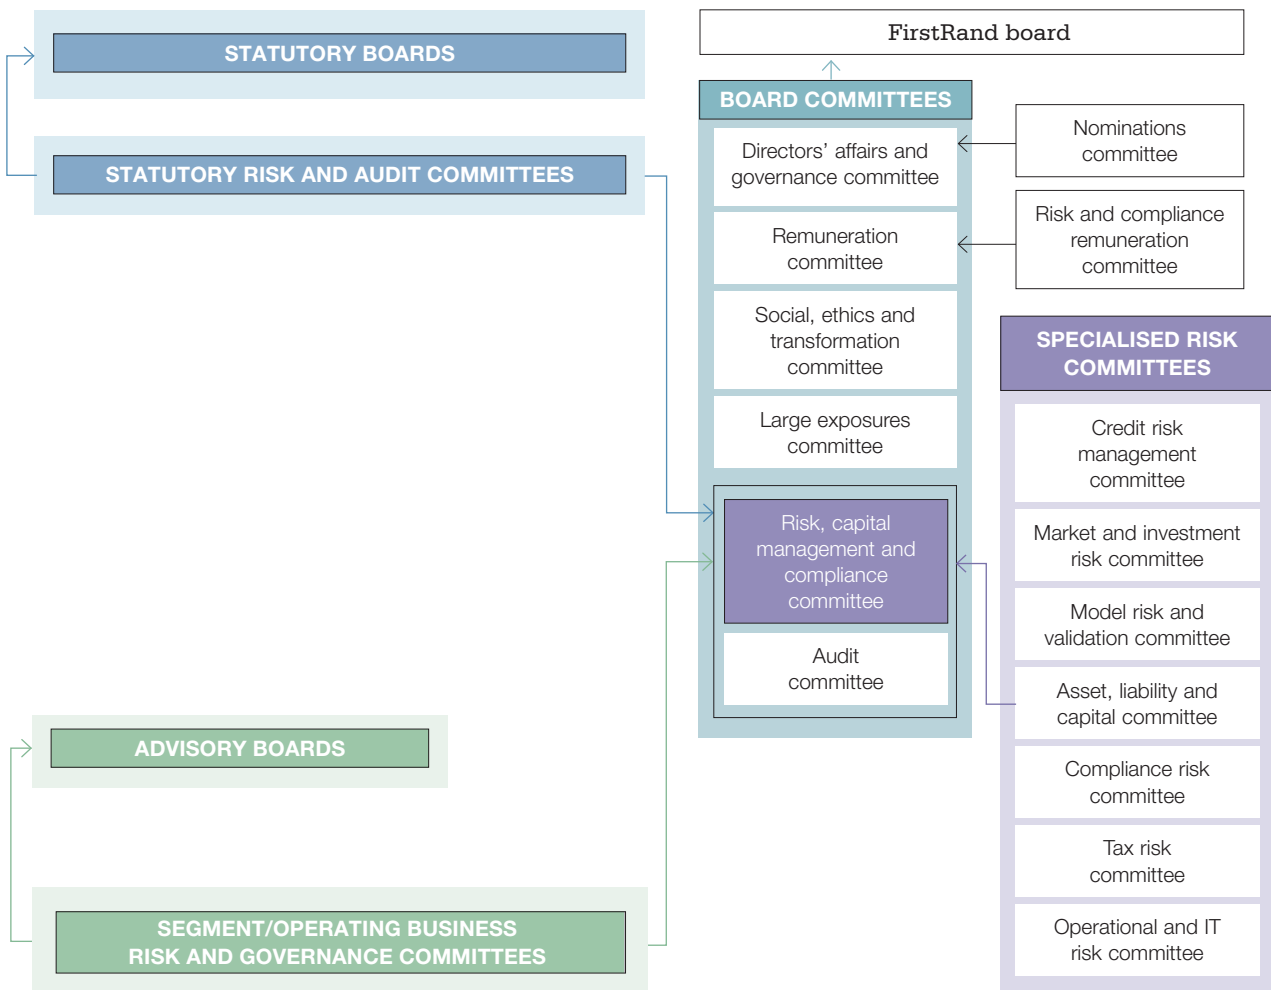 STATUTORY BOARDS
STATUTORY RISK AND AUDIT COMMITTEES
ADVISORY BOARDS
SEGMENT/OPERATING BUSINESS
RISK AND GOVERNANCE COMMITTEES
FirstRand board
BOARD COMMITTEES
Directors’ affairs and
governance committee
Remuneration
committee
Social, ethics and
transformation
committee
Large exposures
committee
Risk, capital
management and
compliance
committee
Audit
committee
Nominations
committee
Risk and compliance
remuneration
committee
SPECIALISED RISK
COMMITTEES
Credit risk
management
committee
Market and investment
risk committee
Model risk and
validation committee
Asset, liability and
capital committee
Compliance risk
committee
Tax risk
committee
Operational and IT
risk committee